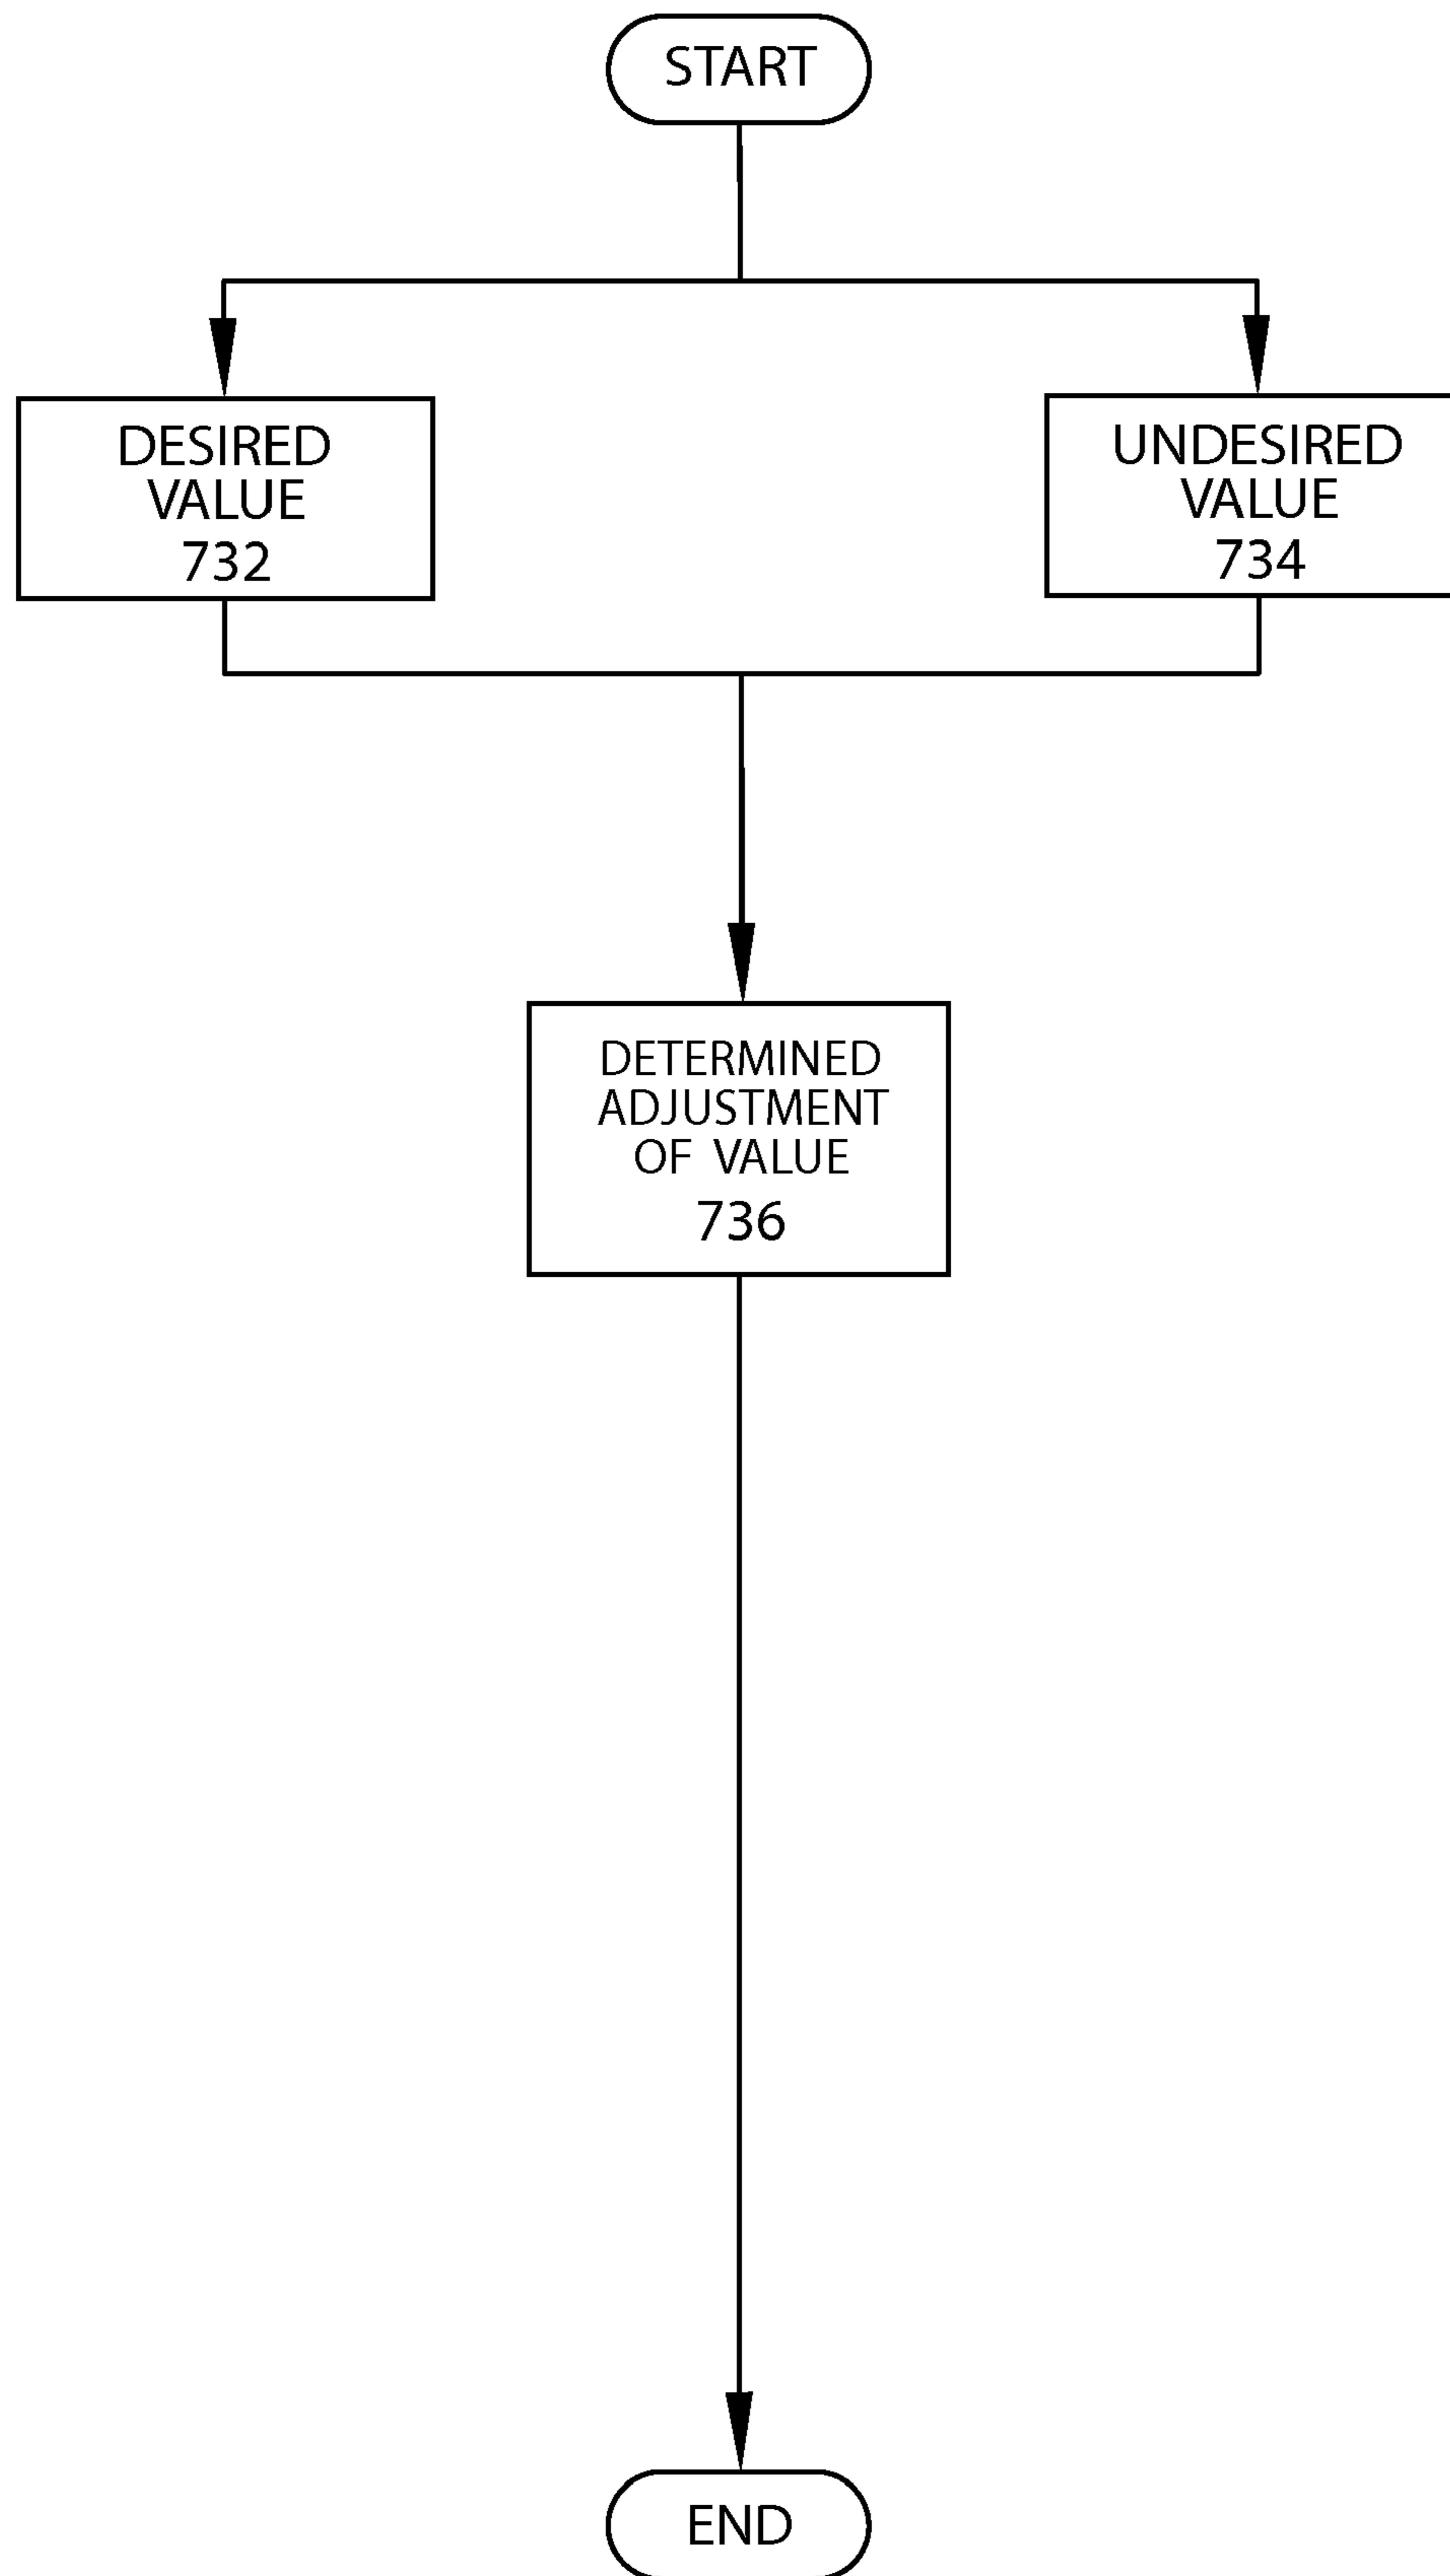 START
DESIRED
VALUE
732
UNDESIRED
VALUE
734
DETERMINED
ADJUSTMENT
OF VALUE
736
END